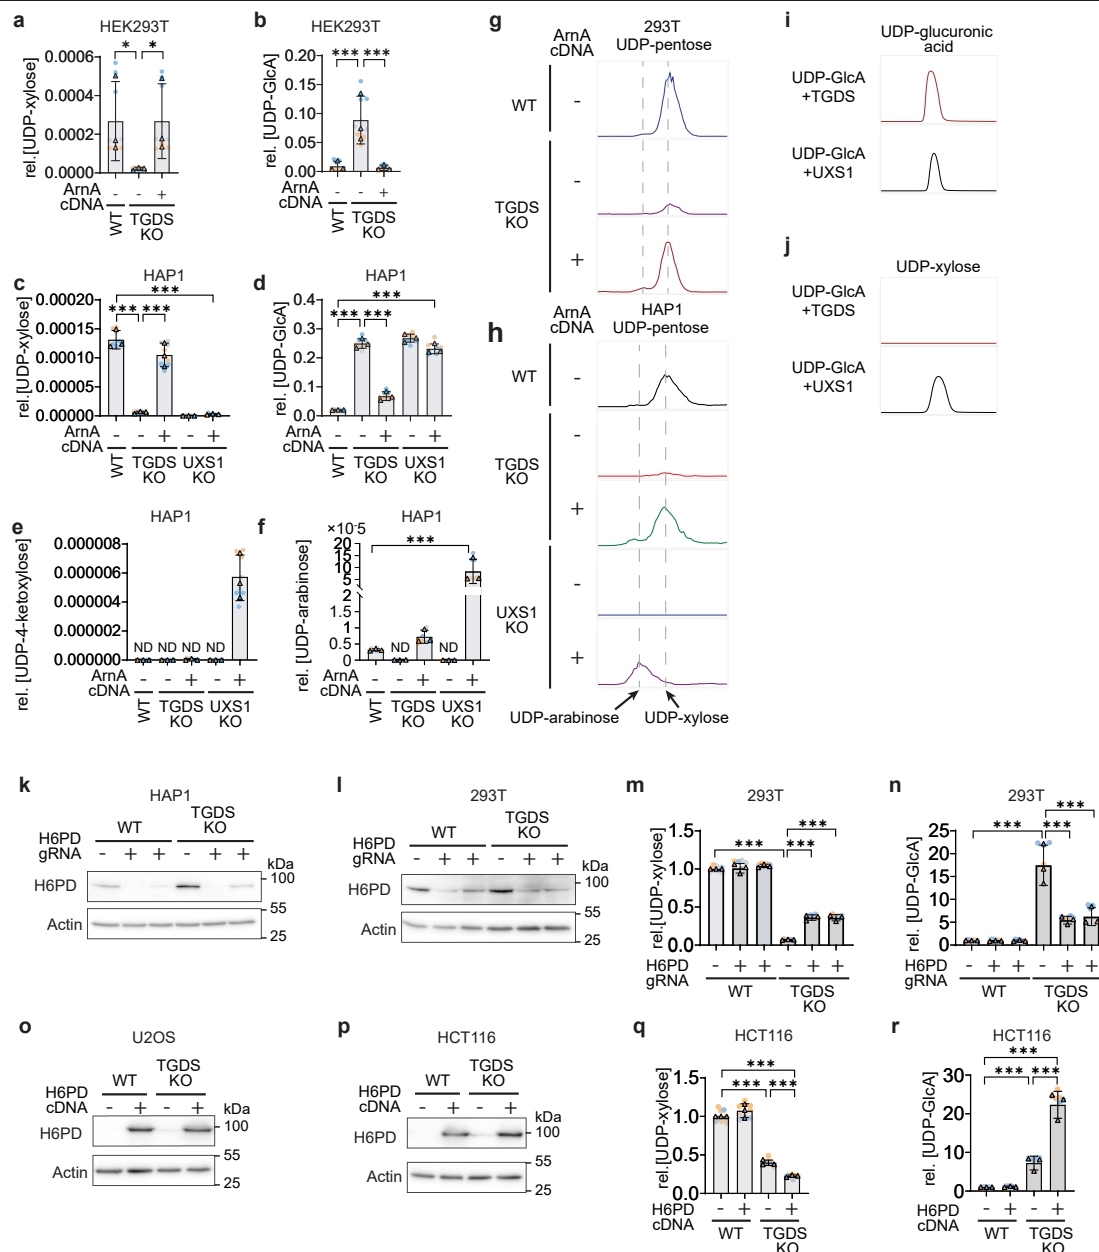 a
HEK293T
rel.[UDP-xylose]
0.0006
0.0004
0.0002
0.0000
* *
ArnA cDNA
- - +
WT
TGDS KO
b
HEK293T
rel. [UDP-GlcA]
0.20
0.15
0.10
0.05
0.00
*** ***
ArnA cDNA
- - +
WT
TGDS KO
c
HAP1
rel.[UDP-xylose]
0.00020
0.00015
0.00010
0.00005
0.00000
***
*** ***
ArnA cDNA
- - + - +
WT
TGDS KO
UXS1 KO
d
HAP1
rel.[UDP-GlcA]
0.4
0.3
0.2
0.1
0.0
***
*** ***
ArnA cDNA
- - + - +
WT
TGDS KO
UXS1 KO
e
HAP1
rel. [UDP-4-ketoxylose]
0.000008
0.000006
0.000004
0.000002
0.000000
ND ND ND ND
ArnA cDNA
- - + - +
WT
TGDS KO
UXS1 KO
f
HAP1
×10-5
rel. [UDP-arabinose]
20
15
10
5
2
1.5
1
0.5
0
***
ND ND
ArnA cDNA
- - + - +
WT
TGDS KO
UXS1 KO
g
293T
UDP-pentose
ArnA cDNA
WT
-
TGDS KO
-
+
h
HAP1
UDP-pentose
ArnA cDNA
WT
-
TGDS KO
-
+
UXS1 KO
-
+
UDP-arabinose
UDP-xylose
i
UDP-glucuronic acid
UDP-GlcA +TGDS
UDP-GlcA +UXS1
j
UDP-xylose
UDP-GlcA +TGDS
UDP-GlcA +UXS1
k
HAP1
WT
TGDS KO
H6PD gRNA
- + + - + +
kDa
H6PD
100
Actin
55
25
l
293T
WT
TGDS KO
H6PD gRNA
- + + - + +
kDa
H6PD
100
Actin
55
25
m
293T
rel.[UDP-xylose]
1.5
1.0
0.5
0.0
***
***
***
H6PD gRNA
- + + - + +
WT
TGDS KO
n
293T
rel. [UDP-GlcA]
25
20
15
10
5
0
***
***
***
H6PD gRNA
- + + - + +
WT
TGDS KO
o
U2OS
WT
TGDS KO
H6PD cDNA
- + - +
kDa
H6PD
100
Actin
55
25
p
HCT116
WT
TGDS KO
H6PD cDNA
- + - +
kDa
H6PD
100
Actin
55
25
q
HCT116
rel.[UDP-xylose]
1.5
1.0
0.5
0.0
***
*** ***
H6PD cDNA
- + - +
WT
TGDS KO
r
HCT116
rel. [UDP-GlcA]
30
20
10
0
***
*** ***
H6PD cDNA
- + - +
WT
TGDS KO